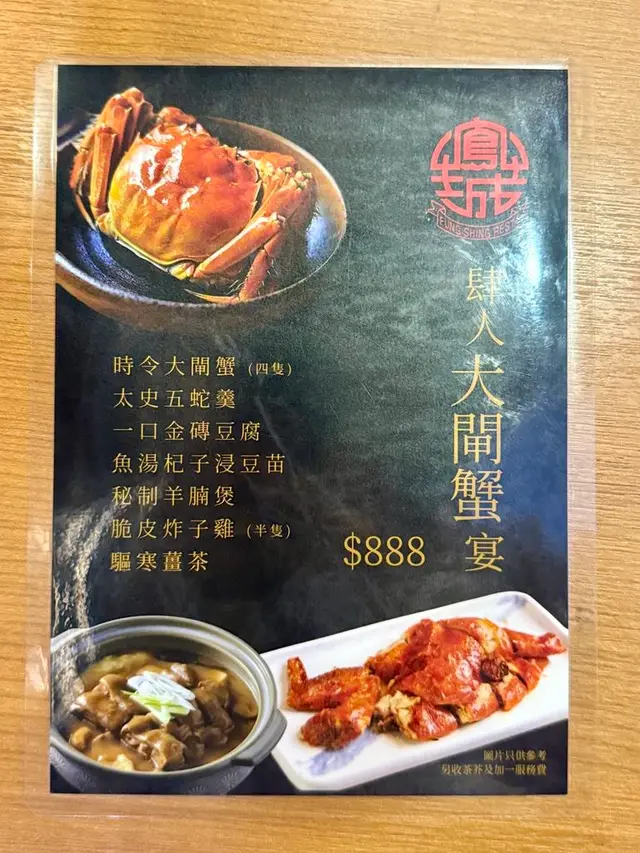 鳳城
FUNG SHING REST
肆人大閘蟹宴
時令大閘蟹 (四隻)
太史五蛇羹
一口金磚豆腐
魚湯杞子浸豆苗
秘制羊腩煲
脆皮炸子雞 (半隻)
驅寒薑茶
$888
圖片只供參考
另收茶芥及加一服務費